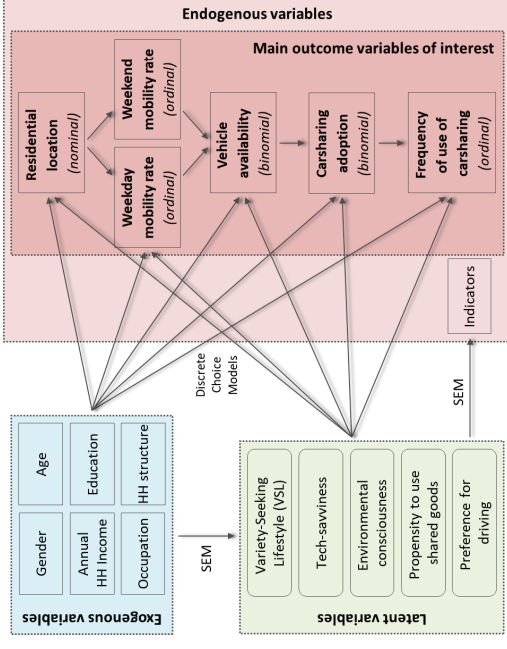 Endogenous variables
Main outcome variables of interest
Residential
location
(nominal)
Weekday
mobility rate
(ordinal)
Weekend
mobility rate
(ordinal)
Vehicle
availability
(binomial)
Carsharing
adoption
(binomial)
Frequency
of use of
carsharing
(ordinal)
Indicators
Discrete
Choice
Models
SEM
SEM
Exogenous variables
Gender
Age
Annual
HH Income
Education
Occupation
HH structure
Latent variables
Variety-Seeking
Lifestyle (VSL)
Tech-savviness
Environmental
consciousness
Propensity to use
shared goods
Preference for
driving